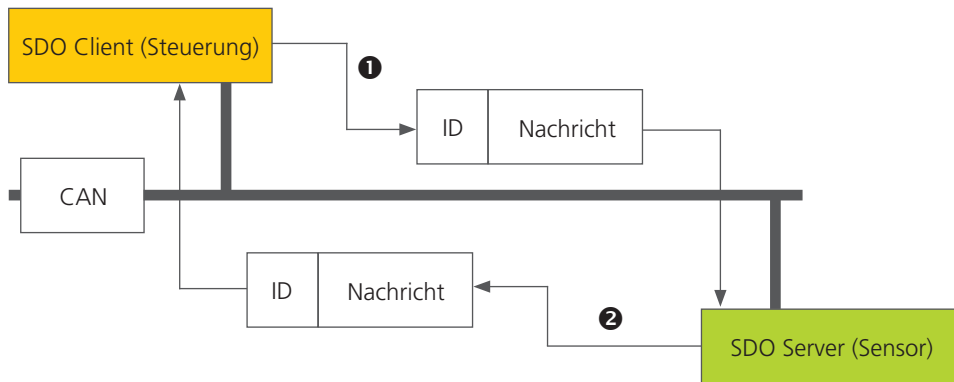 SDO Client (Steuerung)
❶
ID Nachricht
CAN
ID Nachricht
❷
SDO Server (Sensor)